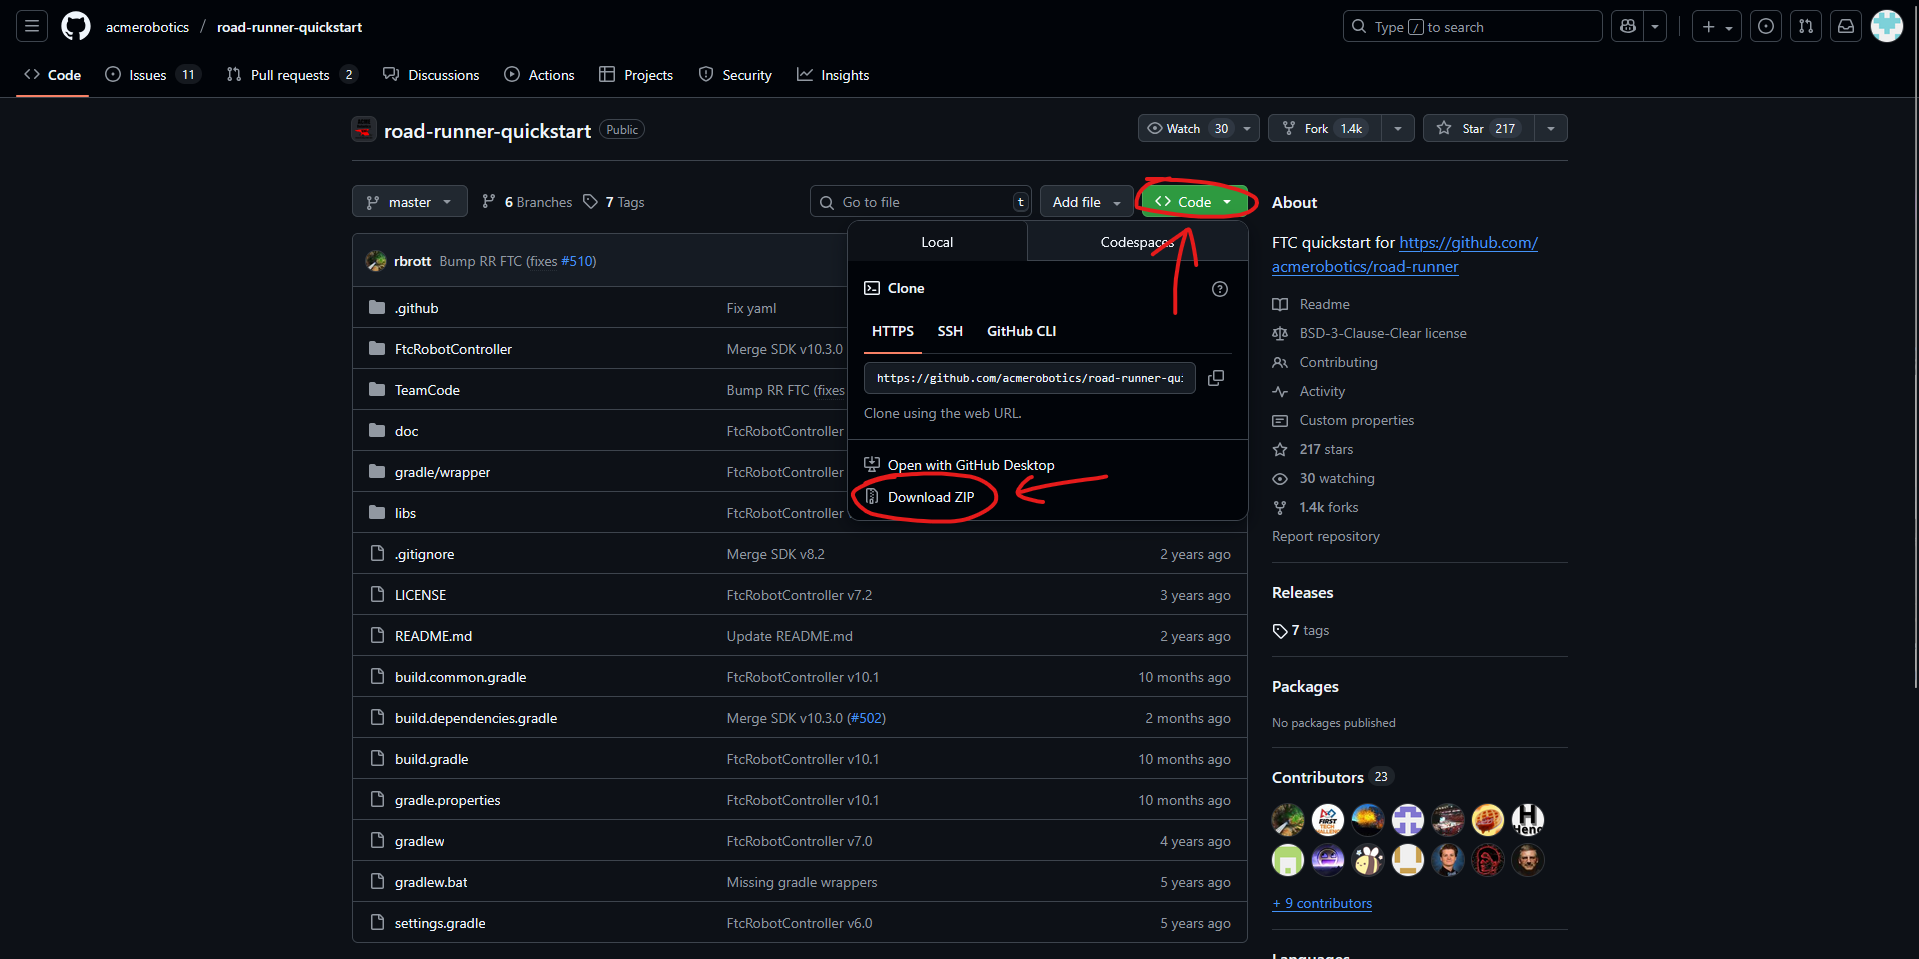 acmerobotics / road-runner-quickstart
Type / to search
Code
Issues 11
Pull requests 2
Discussions
Actions
Projects
Security
Insights
road-runner-quickstart Public
Watch 30
Fork 1.4k
Star 217
master
6 Branches
7 Tags
Go to file t
Add file
Code
rbrott Bump RR FTC (fixes #510)
.github Fix yaml
FtcRobotController Merge SDK v10.3.0
TeamCode Bump RR FTC (fixes
doc FtcRobotController
gradle/wrapper FtcRobotController
libs FtcRobotController
.gitignore Merge SDK v8.2 2 years ago
LICENSE FtcRobotController v7.2 3 years ago
README.md Update README.md 2 years ago
build.common.gradle FtcRobotController v10.1 10 months ago
build.dependencies.gradle Merge SDK v10.3.0 (#502) 2 months ago
build.gradle FtcRobotController v10.1 10 months ago
gradle.properties FtcRobotController v10.1 10 months ago
gradlew FtcRobotController v7.0 4 years ago
gradlew.bat Missing gradle wrappers 5 years ago
settings.gradle FtcRobotController v6.0 5 years ago
Local
Codespaces
Clone
HTTPS SSH GitHub CLI
https://github.com/acmerobotics/road-runner-qui
Clone using the web URL.
Open with GitHub Desktop
Download ZIP
About
FTC quickstart for https://github.com/
acmerobotics/road-runner
Readme
BSD-3-Clause-Clear license
Contributing
Activity
Custom properties
217 stars
30 watching
1.4k forks
Report repository
Releases
7 tags
Packages
No packages published
Contributors 23
FIRST
TECH
+ 9 contributors
Languages